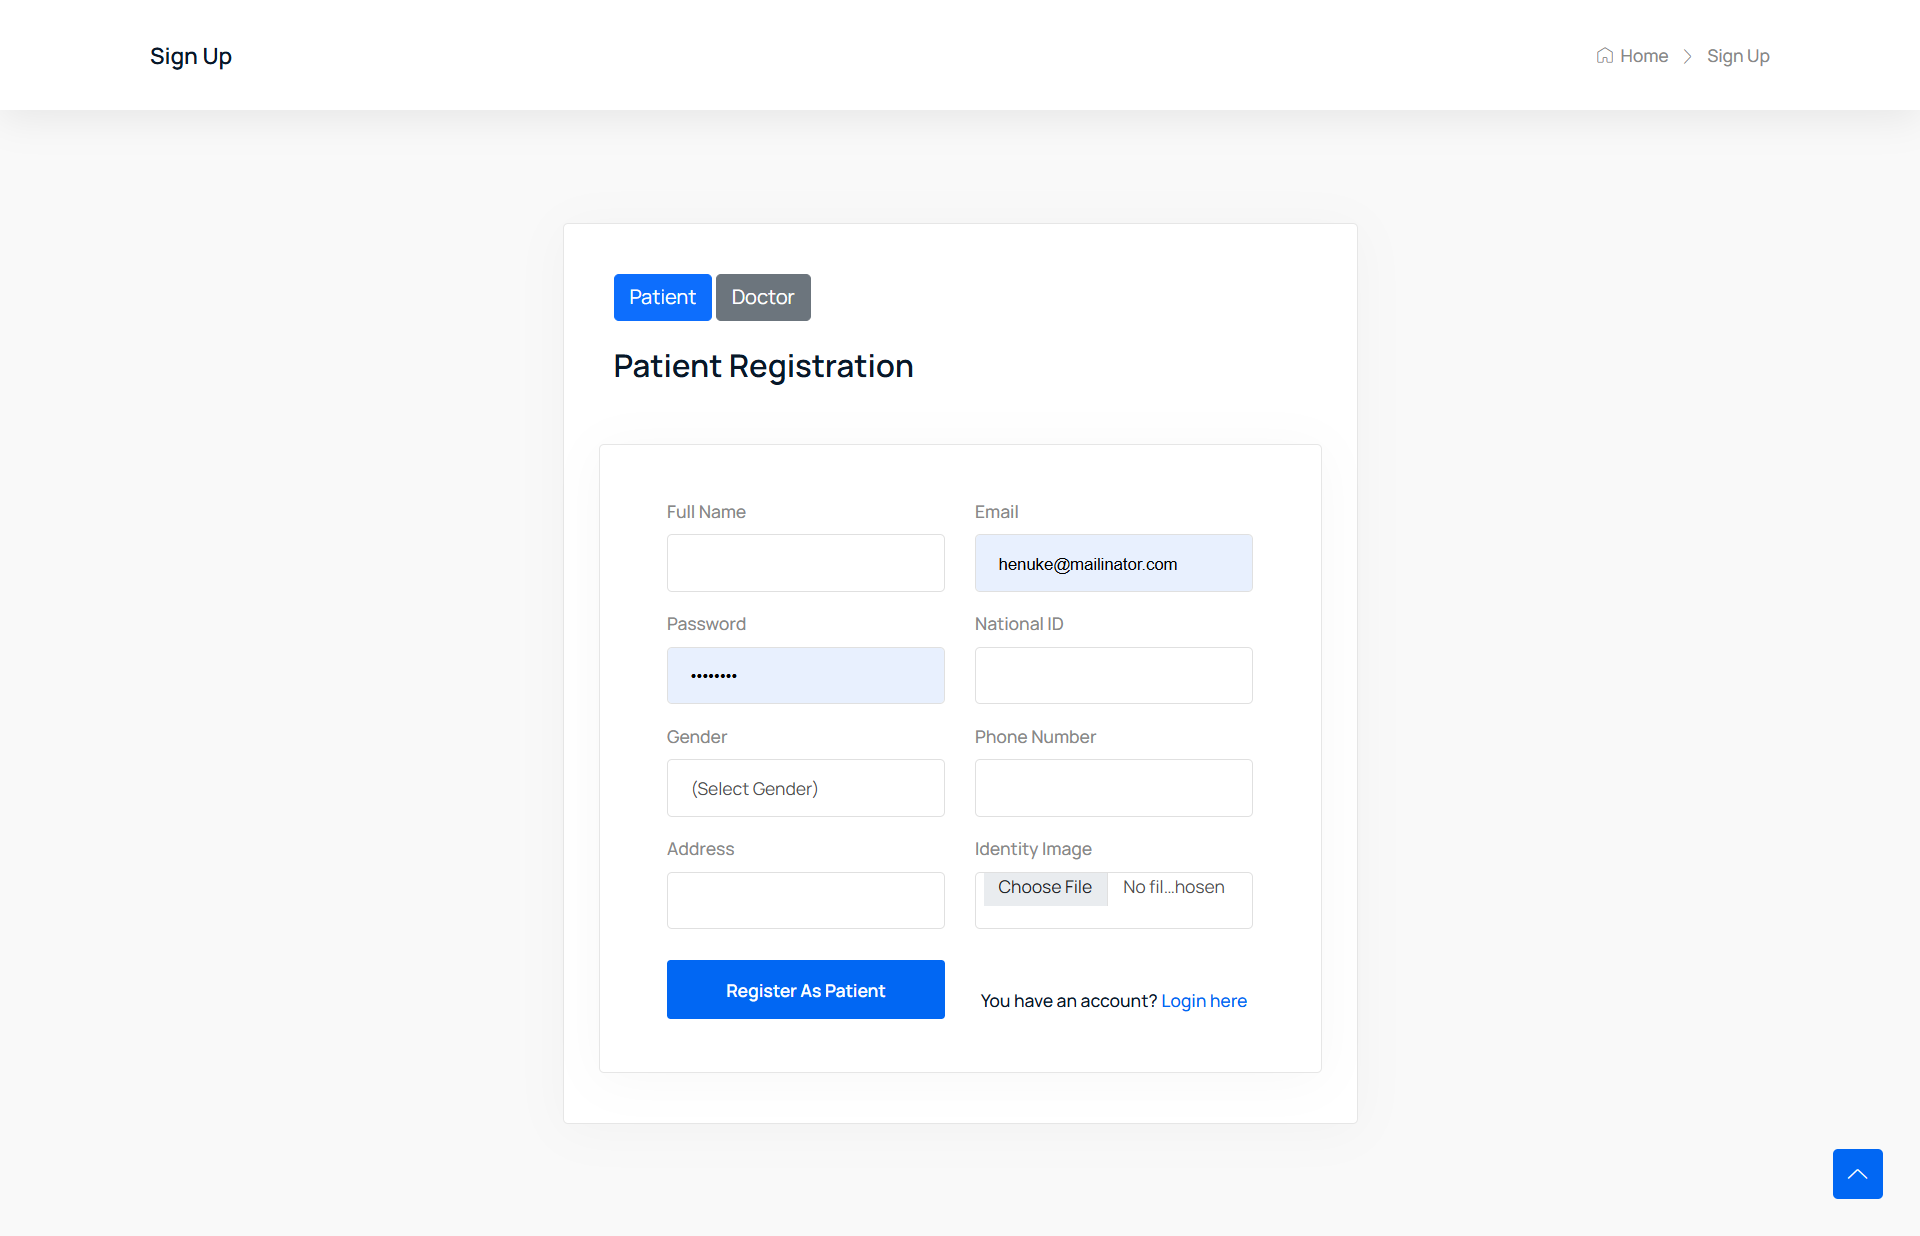 Sign Up
Home
Sign Up
Patient
Doctor
Patient Registration
Full Name
Email
henuke@mailinator.com
Password
••••••••
National ID
Gender
(Select Gender)
Phone Number
Address
Identity Image
Choose File
No fil...hosen
Register As Patient
You have an account? Login here